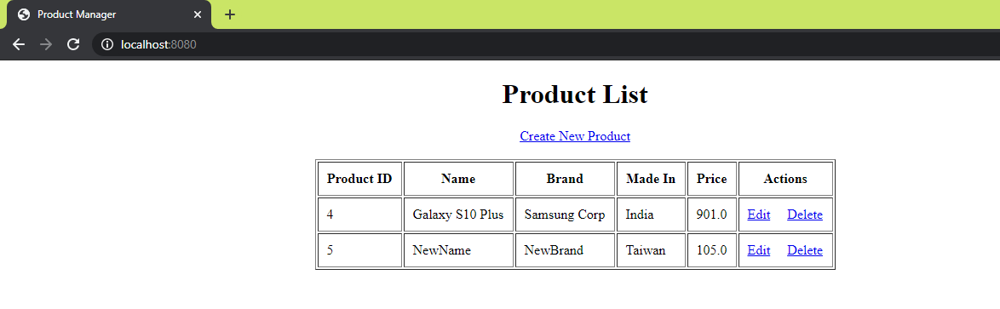 Product Manager
localhost:8080
Product List
Create New Product
Product ID Name Brand Made In Price Actions
4 Galaxy S10 Plus Samsung Corp India 901.0 Edit Delete
5 NewName NewBrand Taiwan 105.0 Edit Delete